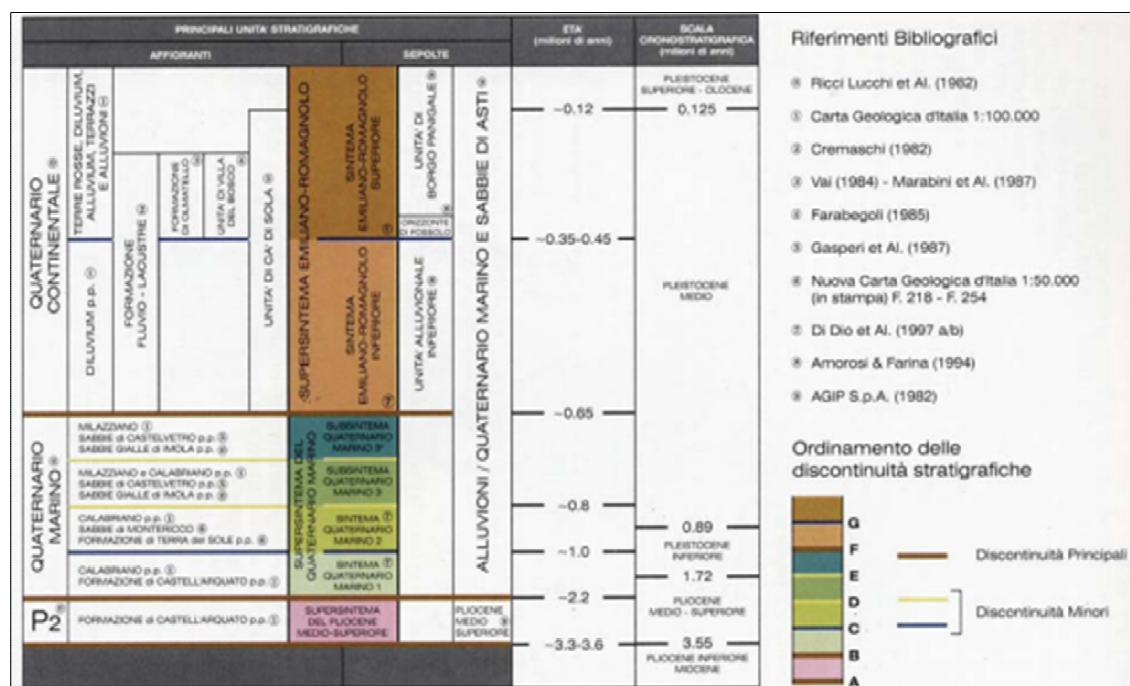 PRINCIPALI UNITA' STRATIGRAFICHE
AFFIORANTI
SEPOLTE
ETA'
(milioni di anni)
SCALA
CRONOSTRATIGRAFICA
(milioni di anni)
QUATERNARIO
CONTINENTALE
TERRE ROSSE, DILUVIUM,
ALLUVIUM, TERRAZZI
E ALLUVIONI
DILUVIUM p.p.
FORMAZIONE
FLUVIO - LACUSTRE
FORMAZIONE
DI OLMATELLO
UNITA' DI VILLA
DEL BOSCO
UNITA' DI CA' DI SOLA
SUPERSINTEMA EMILIANO-ROMAGNOLO
SINTEMA
EMILIANO-ROMAGNOLO
SUPERIORE
SINTEMA
EMILIANO-ROMAGNOLO
INFERIORE
UNITA' DI
BORGO PANIGALE
ORIZZONTE
DI FOSSOLO
UNITA' ALLUVIONALE
INFERIORE
ALLUVIONI / QUATERNARIO MARINO E SABBIE DI ASTI
QUATERNARIO
MARINO
MILAZZIANO
SABBIE di CASTELVETRO p.p.
SABBIE GIALLE di IMOLA p.p.
MILAZZIANO e CALABRIANO p.p.
SABBIE di CASTELVETRO p.p.
SABBIE GIALLE di IMOLA p.p.
CALABRIANO p.p.
SABBIE di MONTERICCO
FORMAZIONE di TERRA del SOLE p.p.
CALABRIANO p.p.
FORMAZIONE di CASTELL'ARQUATO p.p.
SUPERSINTEMA DEL
QUATERNARIO MARINO
SUBSINTEMA
QUATERNARIO
MARINO 3'
SUBSINTEMA
QUATERNARIO
MARINO 3
SINTEMA
QUATERNARIO
MARINO 2
SINTEMA
QUATERNARIO
MARINO 1
P2
FORMAZIONE di CASTELL'ARQUATO p.p.
SUPERSINTEMA
DEL PLIOCENE
MEDIO-SUPERIORE
PLIOCENE
MEDIO
SUPERIORE
~0.12
~0.35-0.45
~0.65
~0.8
~1.0
~2.2
~3.3-3.6
PLEISTOCENE
SUPERIORE - OLOCENE
0.125
PLEISTOCENE
MEDIO
0.89
PLEISTOCENE
INFERIORE
1.72
PLIOCENE
MEDIO - SUPERIORE
3.55
PLIOCENE INFERIORE
MIOCENE
Riferimenti Bibliografici
Ricci Lucchi et Al. (1982)
Carta Geologica d'Italia 1:100.000
Cremaschi (1982)
Vai (1984) - Marabini et Al. (1987)
Farabegoli (1985)
Gasperi et Al. (1987)
Nuova Carta Geologica d'Italia 1:50.000
(in stampa) F. 218 - F. 254
Di Dio et Al. (1997 a/b)
Amorosi & Farina (1994)
AGIP S.p.A. (1982)
Ordinamento delle
discontinuità stratigrafiche
G
F
E
D
C
B
A
Discontinuità Principali
Discontinuità Minori